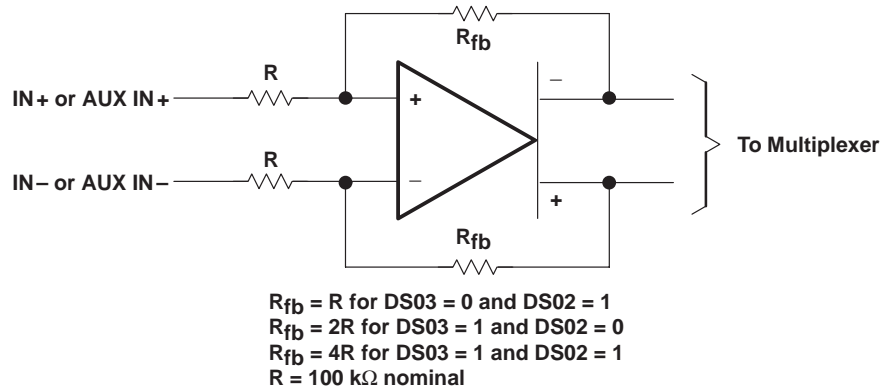 Rfb
R
IN+ or AUX IN+
+
−
To Multiplexer
R
IN− or AUX IN−
−
+
Rfb
Rfb = R for DS03 = 0 and DS02 = 1
Rfb = 2R for DS03 = 1 and DS02 = 0
Rfb = 4R for DS03 = 1 and DS02 = 1
R = 100 kΩ nominal